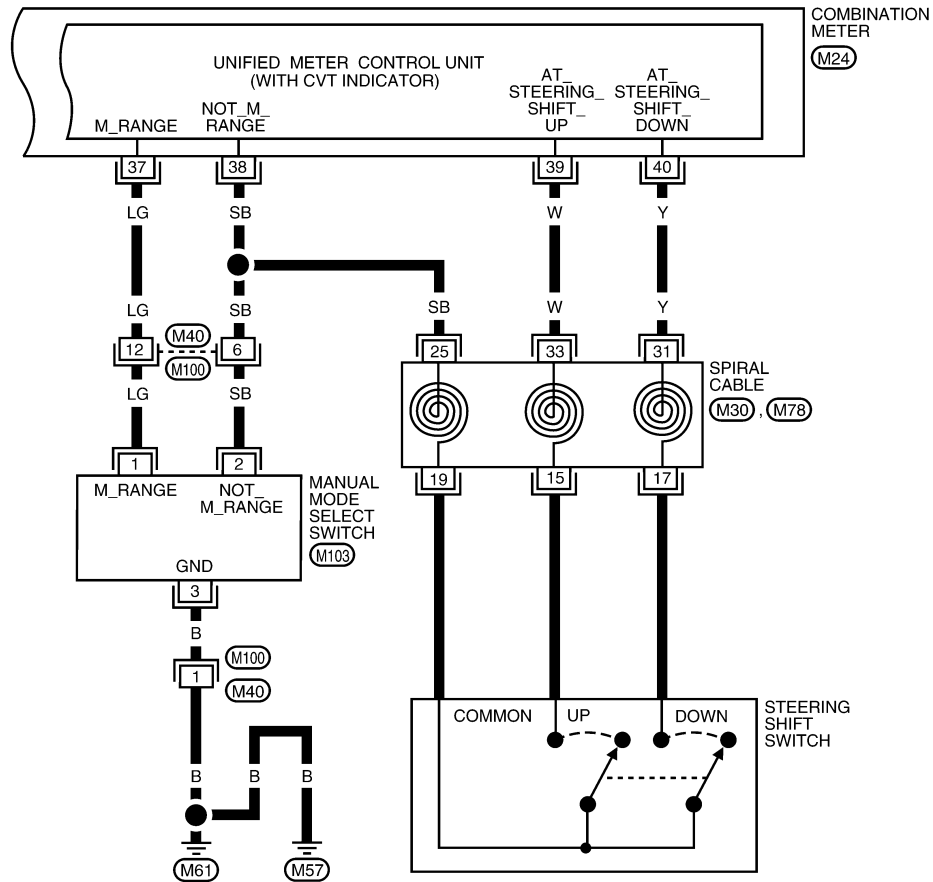 COMBINATION
METER
M24
UNIFIED METER CONTROL UNIT
(WITH CVT INDICATOR)
M_RANGE
NOT_M_
RANGE
AT_
STEERING_
SHIFT_
UP
AT_
STEERING_
SHIFT_
DOWN
37
38
39
40
LG
SB
W
Y
LG
SB
SB
W
Y
12
M40
6
M100
25
33
31
SPIRAL
CABLE
M30 , M78
LG
SB
1
2
19
15
17
M_RANGE
NOT_
M_RANGE
GND
MANUAL
MODE
SELECT
SWITCH
M103
3
B
M100
1
M40
B
B
B
M61
M57
COMMON
UP
DOWN
STEERING
SHIFT
SWITCH